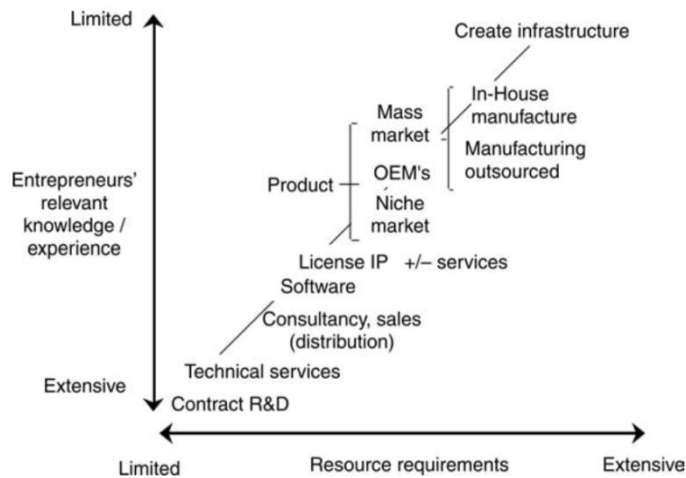 Limited
Create infrastructure
In-House
manufacture
Mass
market
Manufacturing
outsourced
Product
OEM's
Niche
market
Entrepreneurs'
relevant
knowledge /
experience
License IP +/– services
Software
Consultancy, sales
(distribution)
Technical services
Extensive
Contract R&D
Limited
Resource requirements
Extensive